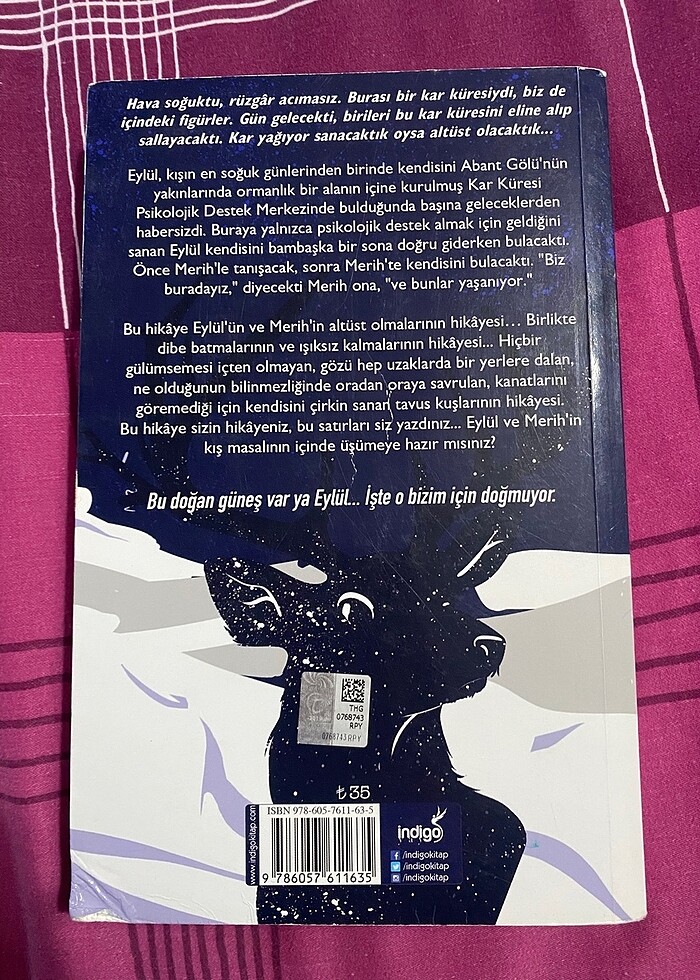 Hava soğuktu, rüzgâr acımasız. Burası bir kar küresiydi, biz de
içindeki figürler. Gün gelecekti, birileri bu kar küresini eline alıp
sallayacaktı. Kar yağıyor sanacaktık oysa altüst olacaktık...
Eylül, kışın en soğuk günlerinden birinde kendisini Abant Gölü'nün
yakınlarında ormanlık bir alanın içine kurulmuş Kar Küresi
Psikolojik Destek Merkezinde bulduğunda başına geleceklerden
habersizdi. Buraya yalnızca psikolojik destek almak için geldiğini
sanan Eylül kendisini bambaşka bir sona doğru giderken bulacaktı.
Önce Merih'le tanışacak, sonra Merih'te kendisini bulacaktı. "Biz
buradayız," diyecekti Merih ona, "ve bunlar yaşanıyor."
Bu hikâye Eylül'ün ve Merih'in altüst olmalarının hikâyesi... Birlikte
dibe batmalarının ve ışıksız kalmalarının hikâyesi... Hiçbir
gülümsemesi içten olmayan, gözü hep uzaklarda bir yerlere dalan,
ne olduğunun bilinmezliğinde oradan oraya savrulan, kanatlarını
göremediği için kendisini çirkin sanan tavus kuşlarının hikâyesi.
Bu hikâye sizin hikâyeniz, bu satırları siz yazdınız... Eylül ve Merih'in
kış masalının içinde üşümeye hazır mısınız?
Bu doğan güneş var ya Eylül... İşte o bizim için doğmuyor.
THG
0768743
RPY
0768743 RPY
₺35
www.indigokitap.com
ISBN 978-605-7611-63-5
9 786057 611635
indigo
/indigokitap
/indigokitap
/indigokitap